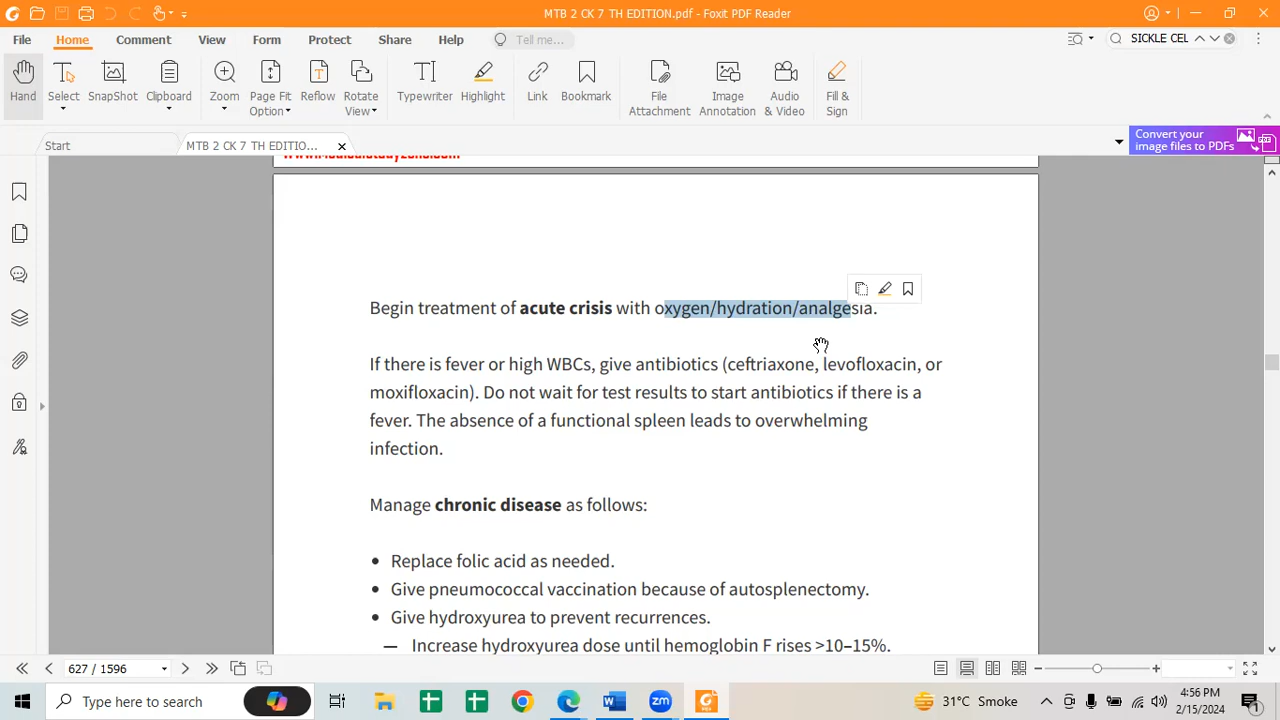 MTB 2 CK 7 TH EDITION.pdf - Foxit PDF Reader
File Home Comment View Form Protect Share Help Tell me... SICKLE CEL
Hand Select SnapShot Clipboard Zoom Page Fit Option Reflow Rotate View Typewriter Highlight Link Bookmark File Attachment Image Annotation Audio & Video Fill & Sign
Start MTB 2 CK 7 TH EDITIO... Convert your image files to PDFs
Begin treatment of acute crisis with oxygen/hydration/analgesia.
If there is fever or high WBCs, give antibiotics (ceftriaxone, levofloxacin, or
moxifloxacin). Do not wait for test results to start antibiotics if there is a
fever. The absence of a functional spleen leads to overwhelming
infection.
Manage chronic disease as follows:
• Replace folic acid as needed.
• Give pneumococcal vaccination because of autosplenectomy.
• Give hydroxyurea to prevent recurrences.
— Increase hydroxyurea dose until hemoglobin F rises >10–15%.
627 / 1596
Type here to search 31°C Smoke 4:56 PM
2/15/2024